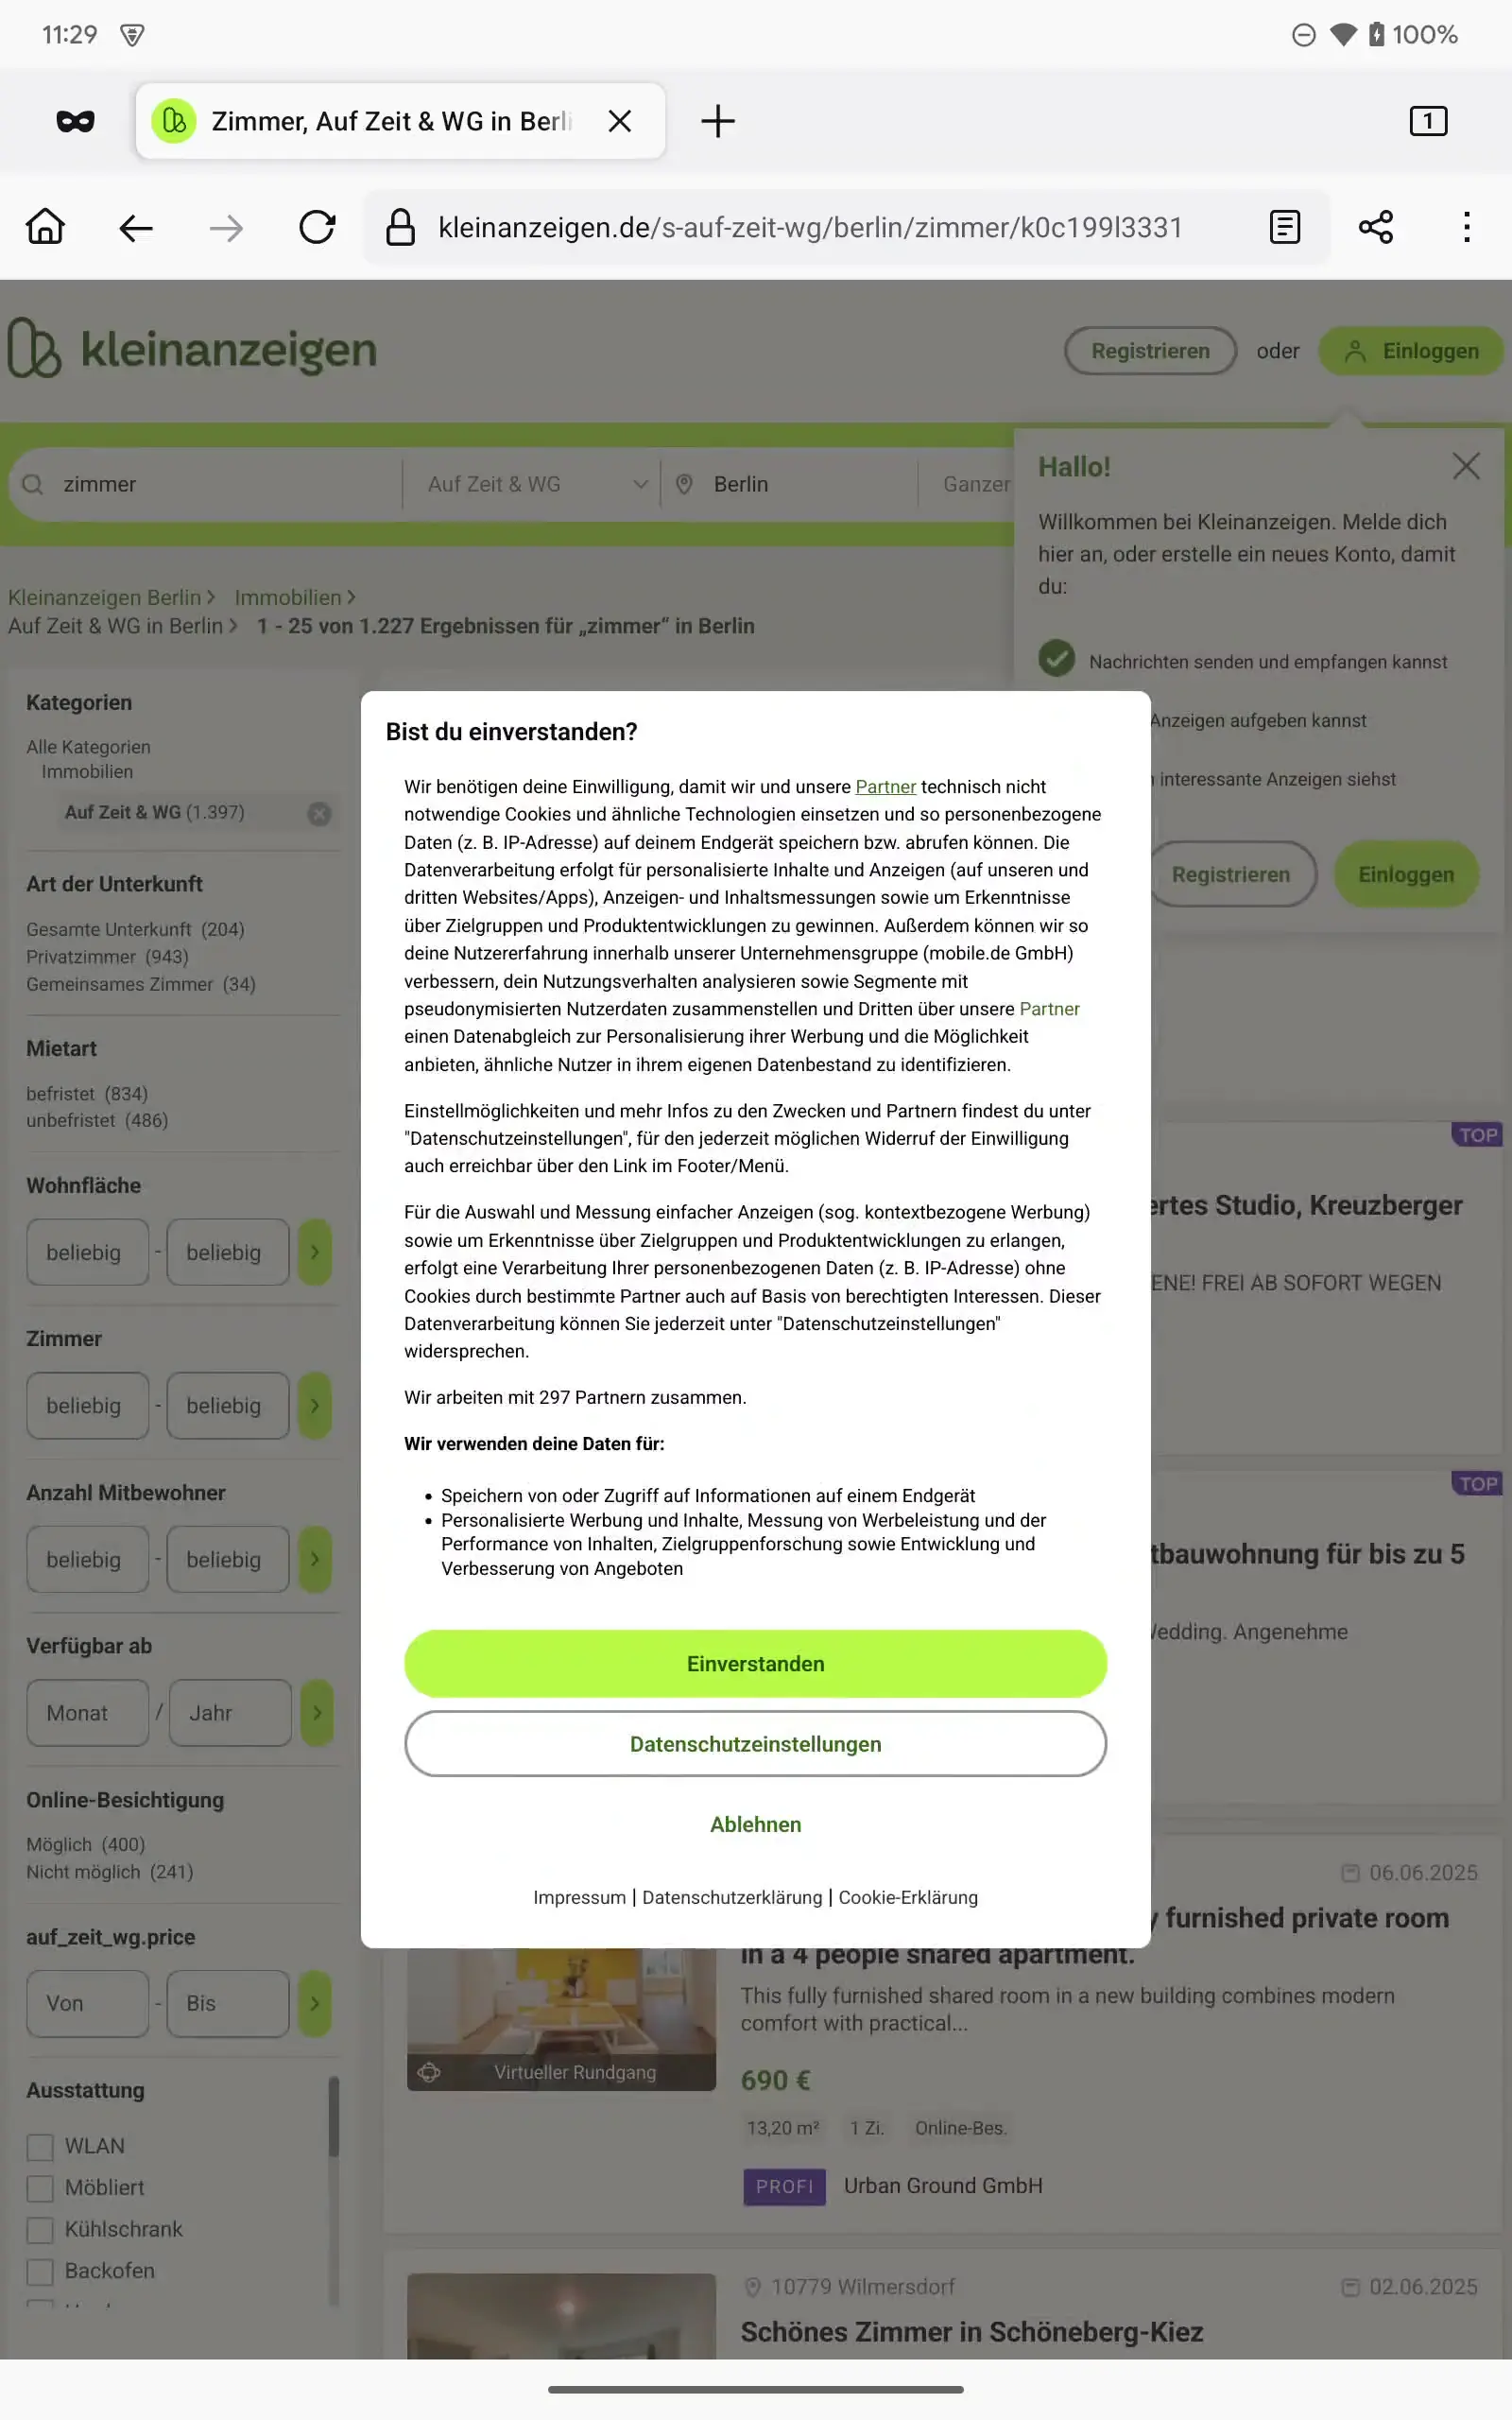 11:29
100%
Zimmer, Auf Zeit & WG in Berli
1
kleinanzeigen.de/s-auf-zeit-wg/berlin/zimmer/k0c199l3331
kleinanzeigen
Registrieren oder Einloggen
zimmer Auf Zeit & WG Berlin Ganzer
Hallo!
Willkommen bei Kleinanzeigen. Melde dich
hier an, oder erstelle ein neues Konto, damit
du:
Nachrichten senden und empfangen kannst
Anzeigen aufgeben kannst
interessante Anzeigen siehst
Registrieren Einloggen
Kleinanzeigen Berlin > Immobilien >
Auf Zeit & WG in Berlin > 1 - 25 von 1.227 Ergebnissen für „zimmer“ in Berlin
Kategorien
Alle Kategorien
Immobilien
Auf Zeit & WG (1.397)
Art der Unterkunft
Gesamte Unterkunft (204)
Privatzimmer (943)
Gemeinsames Zimmer (34)
Mietart
befristet (834)
unbefristet (486)
Wohnfläche
beliebig - beliebig
Zimmer
beliebig - beliebig
Anzahl Mitbewohner
beliebig - beliebig
Verfügbar ab
Monat / Jahr
Online-Besichtigung
Möglich (400)
Nicht möglich (241)
auf_zeit_wg.price
Von - Bis
Ausstattung
WLAN
Möbliert
Kühlschrank
Backofen
Bist du einverstanden?
Wir benötigen deine Einwilligung, damit wir und unsere Partner technisch nicht
notwendige Cookies und ähnliche Technologien einsetzen und so personenbezogene
Daten (z. B. IP-Adresse) auf deinem Endgerät speichern bzw. abrufen können. Die
Datenverarbeitung erfolgt für personalisierte Inhalte und Anzeigen (auf unseren und
dritten Websites/Apps), Anzeigen- und Inhaltsmessungen sowie um Erkenntnisse
über Zielgruppen und Produktentwicklungen zu gewinnen. Außerdem können wir so
deine Nutzererfahrung innerhalb unserer Unternehmensgruppe (mobile.de GmbH)
verbessern, dein Nutzungsverhalten analysieren sowie Segmente mit
pseudonymisierten Nutzerdaten zusammenstellen und Dritten über unsere Partner
einen Datenabgleich zur Personalisierung ihrer Werbung und die Möglichkeit
anbieten, ähnliche Nutzer in ihrem eigenen Datenbestand zu identifizieren.
Einstellmöglichkeiten und mehr Infos zu den Zwecken und Partnern findest du unter
"Datenschutzeinstellungen", für den jederzeit möglichen Widerruf der Einwilligung
auch erreichbar über den Link im Footer/Menü.
Für die Auswahl und Messung einfacher Anzeigen (sog. kontextbezogene Werbung)
sowie um Erkenntnisse über Zielgruppen und Produktentwicklungen zu erlangen,
erfolgt eine Verarbeitung Ihrer personenbezogenen Daten (z. B. IP-Adresse) ohne
Cookies durch bestimmte Partner auch auf Basis von berechtigten Interessen. Dieser
Datenverarbeitung können Sie jederzeit unter "Datenschutzeinstellungen"
widersprechen.
Wir arbeiten mit 297 Partnern zusammen.
Wir verwenden deine Daten für:
• Speichern von oder Zugriff auf Informationen auf einem Endgerät
• Personalisierte Werbung und Inhalte, Messung von Werbeleistung und der
Performance von Inhalten, Zielgruppenforschung sowie Entwicklung und
Verbesserung von Angeboten
Einverstanden
Datenschutzeinstellungen
Ablehnen
Impressum | Datenschutzerklärung | Cookie-Erklärung
TOP
ertes Studio, Kreuzberger
ENE! FREI AB SOFORT WEGEN
TOP
tbauwohnung für bis zu 5
Wedding. Angenehme
06.06.2025
y furnished private room
in a 4 people shared apartment.
This fully furnished shared room in a new building combines modern
comfort with practical...
Virtueller Rundgang
690 €
13,20 m² 1 Zi. Online-Bes.
PROFI Urban Ground GmbH
10779 Wilmersdorf 02.06.2025
Schönes Zimmer in Schöneberg-Kiez